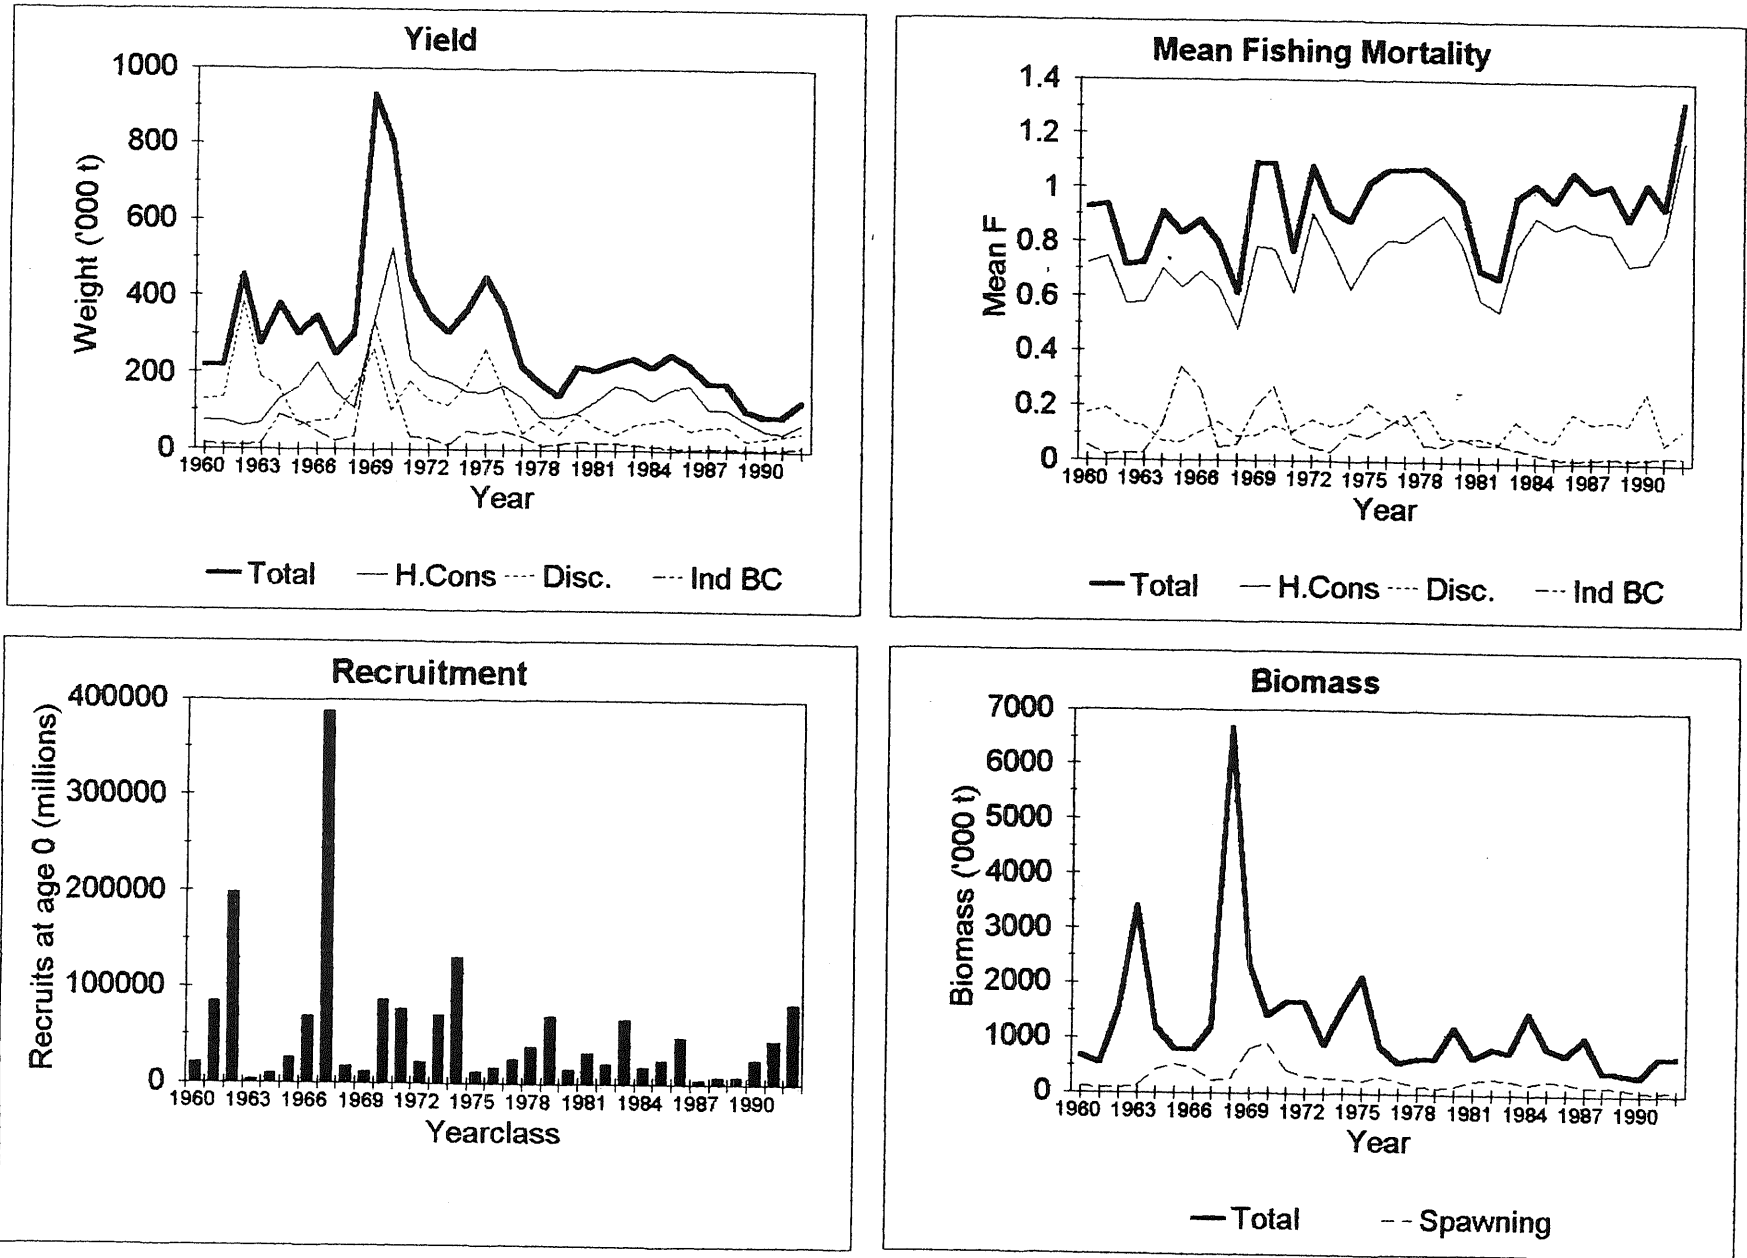 Yield
1000
800
600
400
200
0
Weight ('000 t)
1960 1963 1966 1969 1972 1975 1978 1981 1984 1987 1990
Year
Total H.Cons Disc. Ind BC
Mean Fishing Mortality
1.4
1.2
1
0.8
0.6
0.4
0.2
0
Mean F
1960 1963 1966 1969 1972 1975 1978 1981 1984 1987 1990
Year
Total H.Cons Disc. Ind BC
Recruitment
400000
300000
200000
100000
0
Recruits at age 0 (millions)
1960 1963 1966 1969 1972 1975 1978 1981 1984 1987 1990
Yearclass
Biomass
7000
6000
5000
4000
3000
2000
1000
0
Biomass ('000 t)
1960 1963 1966 1969 1972 1975 1978 1981 1984 1987 1990
Year
Total Spawning